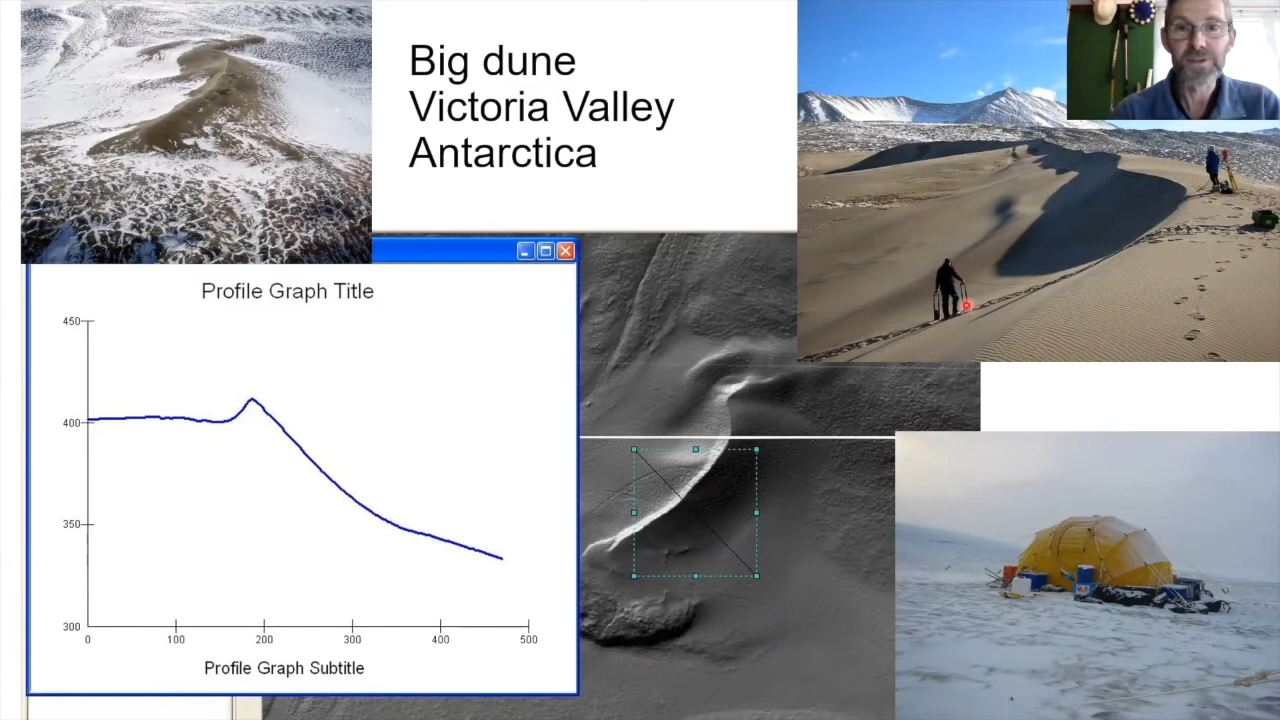 Big dune
Victoria Valley
Antarctica
Profile Graph Title
450
400
350
300
0 100 200 300 400 500
Profile Graph Subtitle